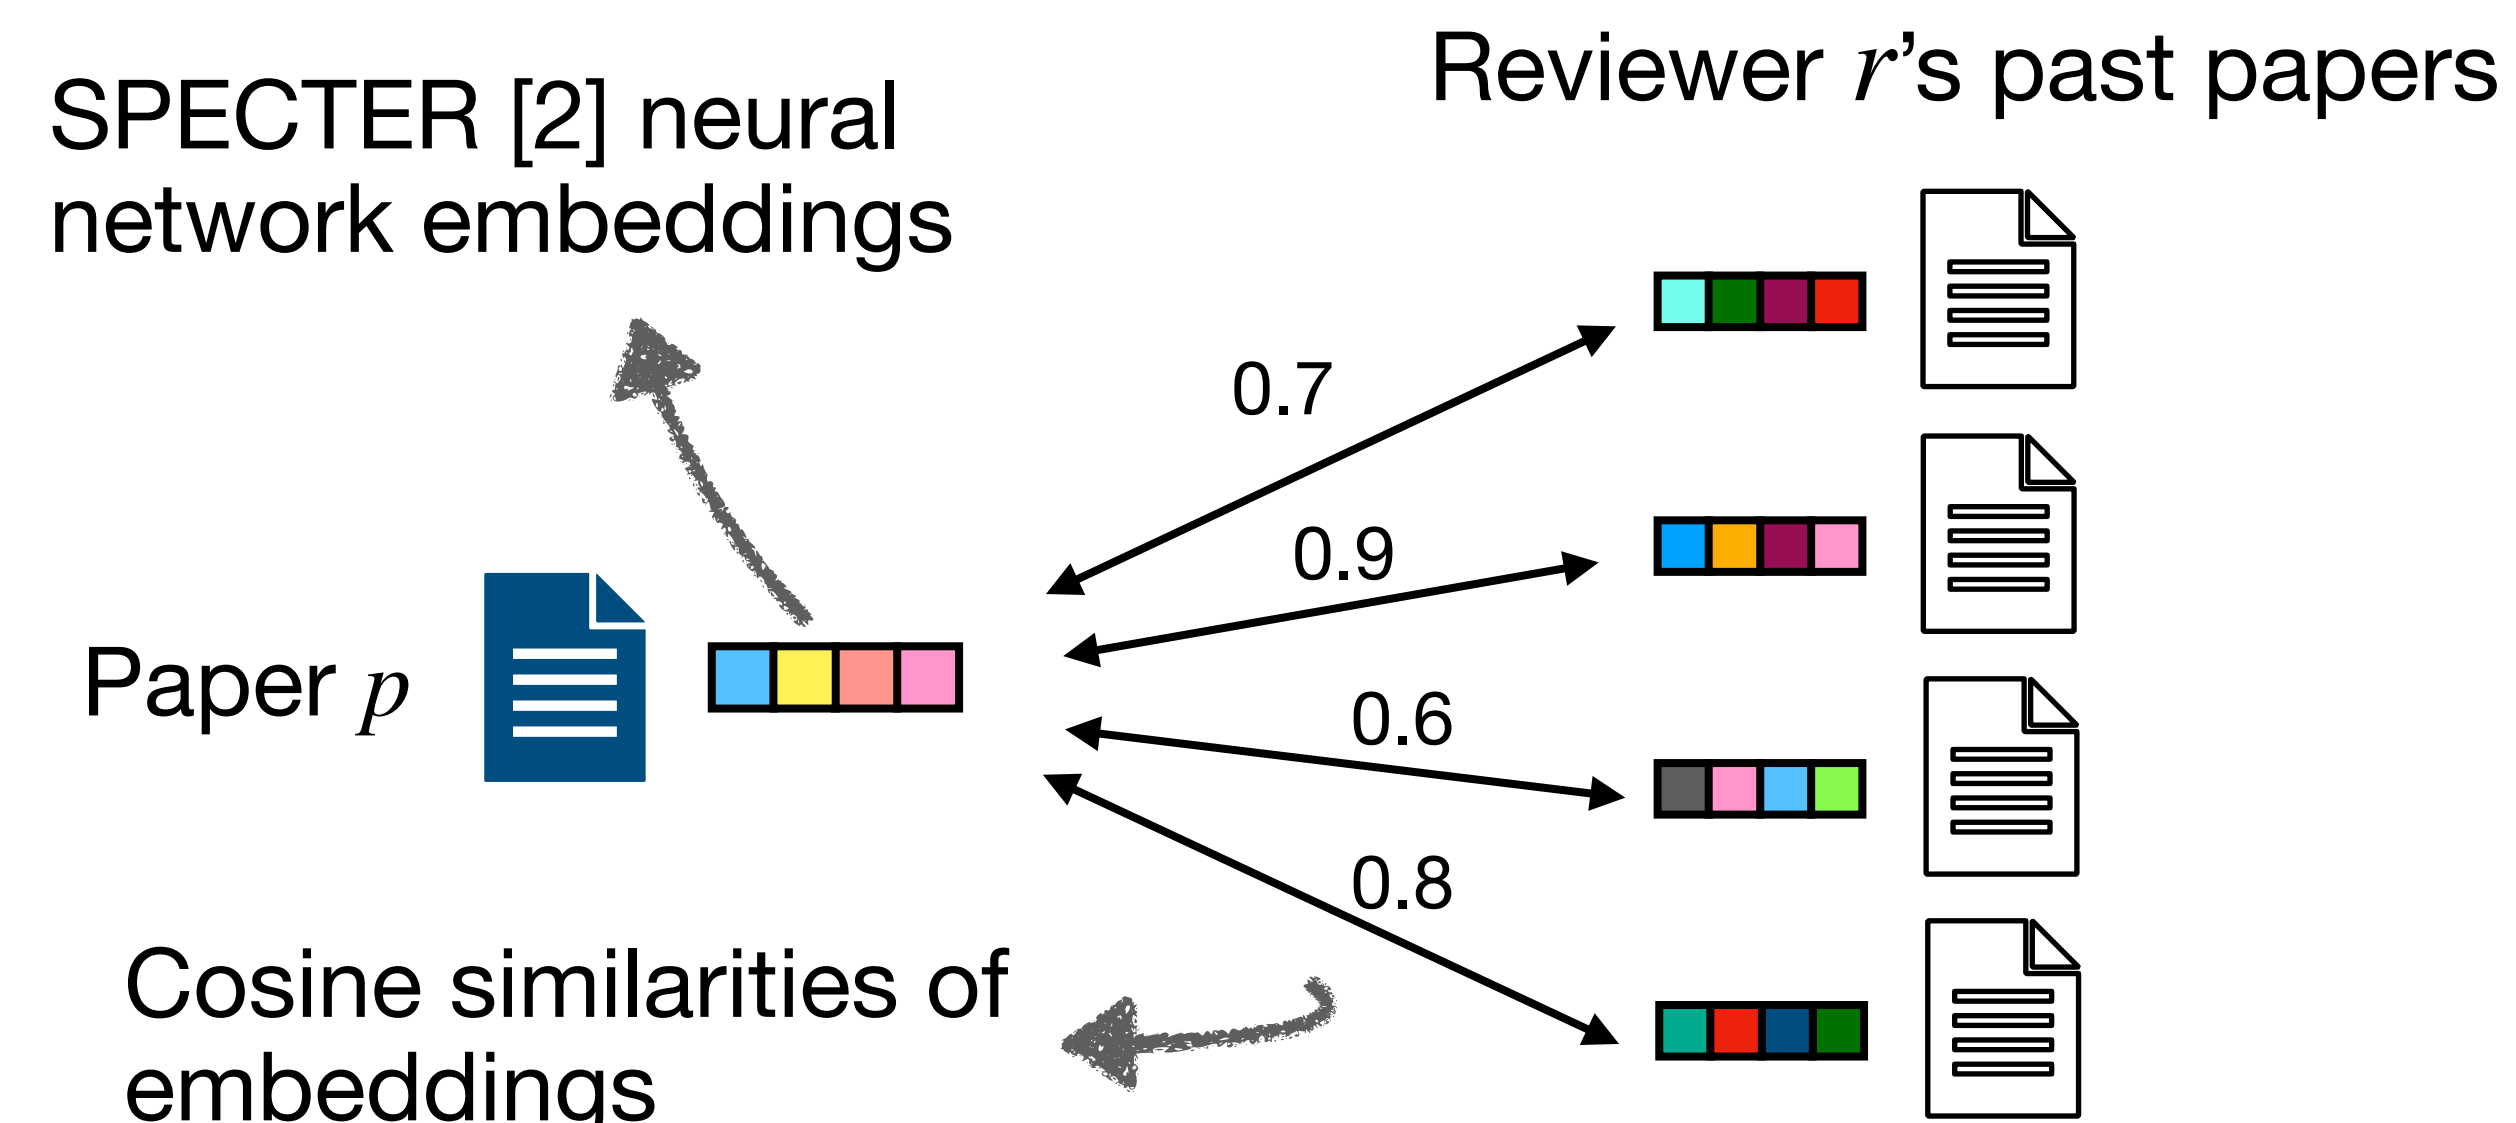 SPECTER [2] neural
network embeddings
Reviewer r’s past papers
0.7
0.9
Paper p
0.6
0.8
Cosine similarities of
embeddings